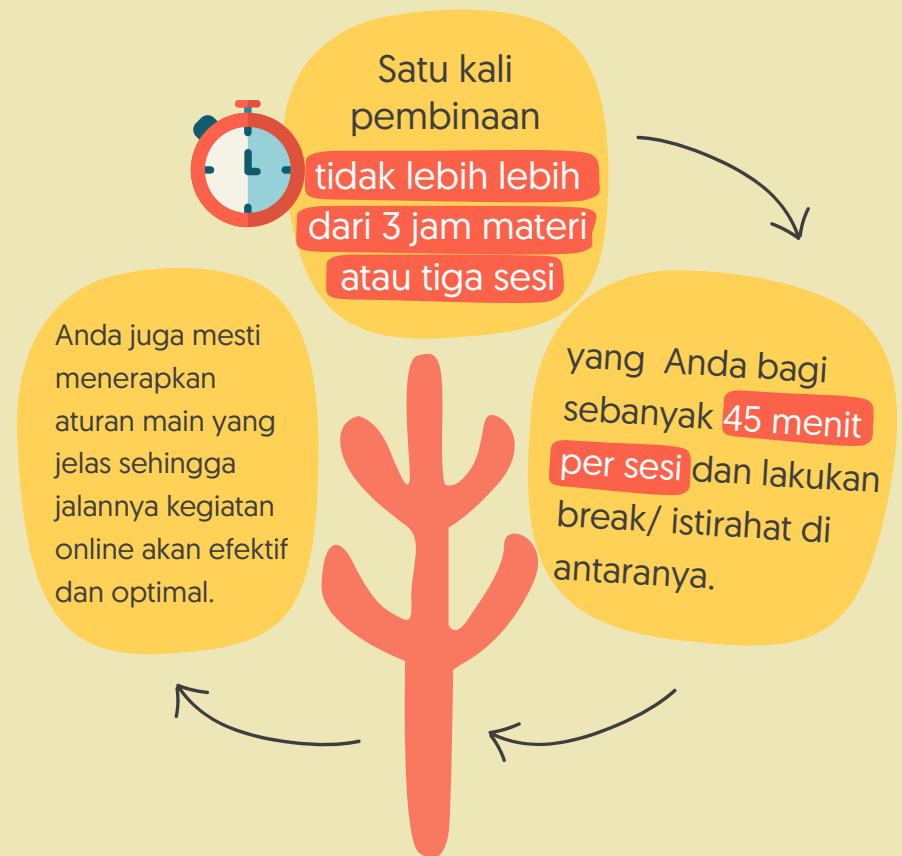 Satu kali
pembinaan
tidak lebih lebih
dari 3 jam materi
atau tiga sesi
yang Anda bagi
sebanyak 45 menit
per sesi dan lakukan
break/ istirahat di
antaranya.
Anda juga mesti
menerapkan
aturan main yang
jelas sehingga
jalannya kegiatan
online akan efektif
dan optimal.